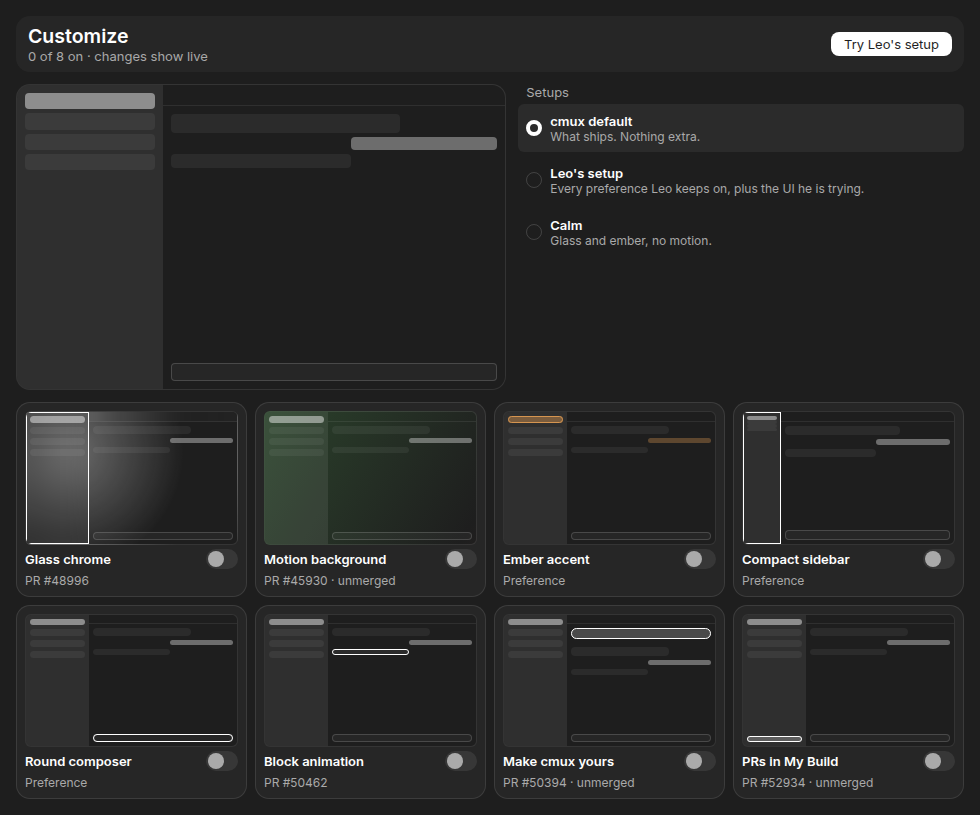 Customize
0 of 8 on · changes show live
Try Leo's setup
Setups
cmux default
What ships. Nothing extra.
Leo's setup
Every preference Leo keeps on, plus the UI he is trying.
Calm
Glass and ember, no motion.
Glass chrome
PR #48996
Motion background
PR #45930 · unmerged
Ember accent
Preference
Compact sidebar
Preference
Round composer
Preference
Block animation
PR #50462
Make cmux yours
PR #50394 · unmerged
PRs in My Build
PR #52934 · unmerged